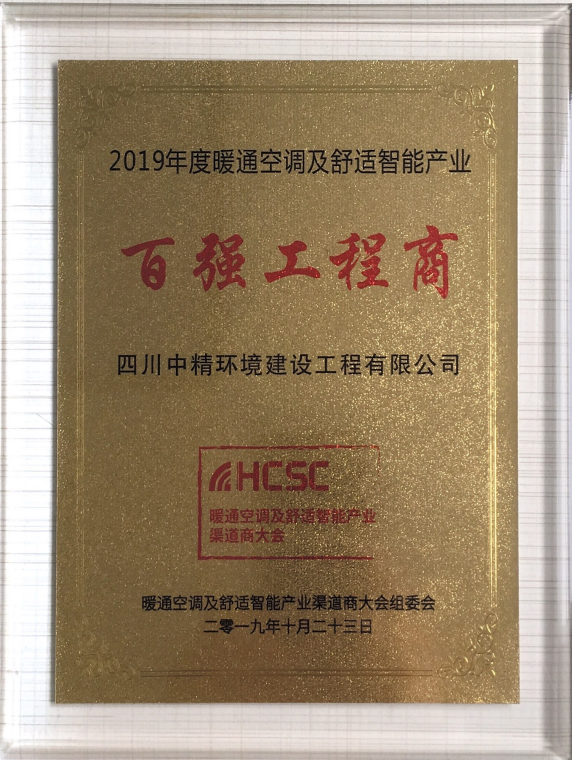 2019年度暖通空调及舒适智能产业
百强工程商
四川中精环境建设工程有限公司
HCSC
暖通空调及舒适智能产业
渠道商大会
暖通空调及舒适智能产业渠道商大会组委会
二零一九年十月二十三日